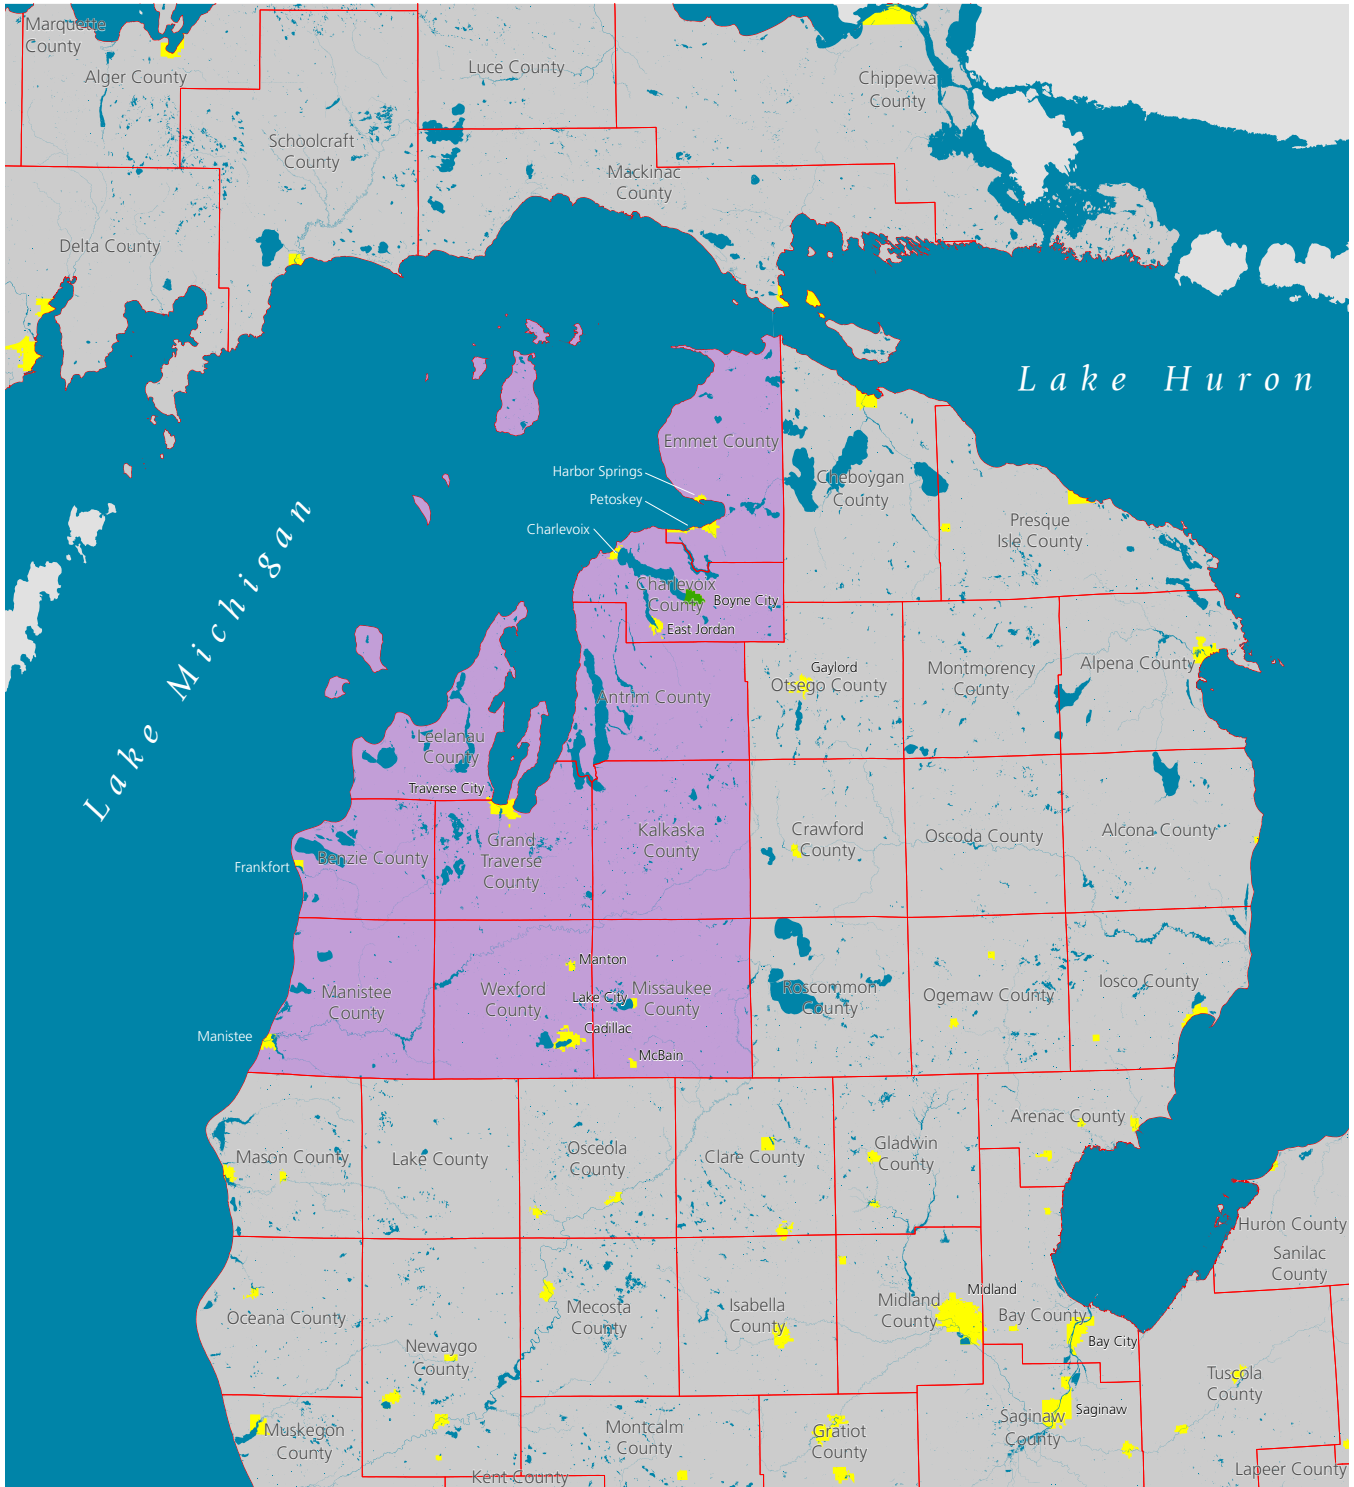 Marquette
County
Alger County
Luce County
Chippewa
County
Schoolcraft
County
Mackinac
County
Delta County
Lake Huron
Emmet County
Harbor Springs
Petoskey
Charlevoix
Cheboygan
County
Presque
Isle County
Lake Michigan
Charlevoix
County
Boyne City
East Jordan
Gaylord
Otsego County
Montmorency
County
Alpena County
Antrim County
Leelanau
County
Traverse City
Grand
Traverse
County
Kalkaska
County
Crawford
County
Oscoda County
Alcona County
Frankfort
Benzie County
Manton
Manistee
County
Wexford
County
Lake City
Missaukee
County
Roscommon
County
Ogemaw County
Iosco County
Manistee
Cadillac
McBain
Arenac County
Mason County
Lake County
Osceola
County
Clare County
Gladwin
County
Huron County
Sanilac
County
Oceana County
Mecosta
County
Isabella
County
Midland
County
Midland
Bay County
Bay City
Newaygo
County
Tuscola
County
Saginaw
Saginaw
County
Muskegon
County
Montcalm
County
Gratiot
County
Kent County
Lapeer County